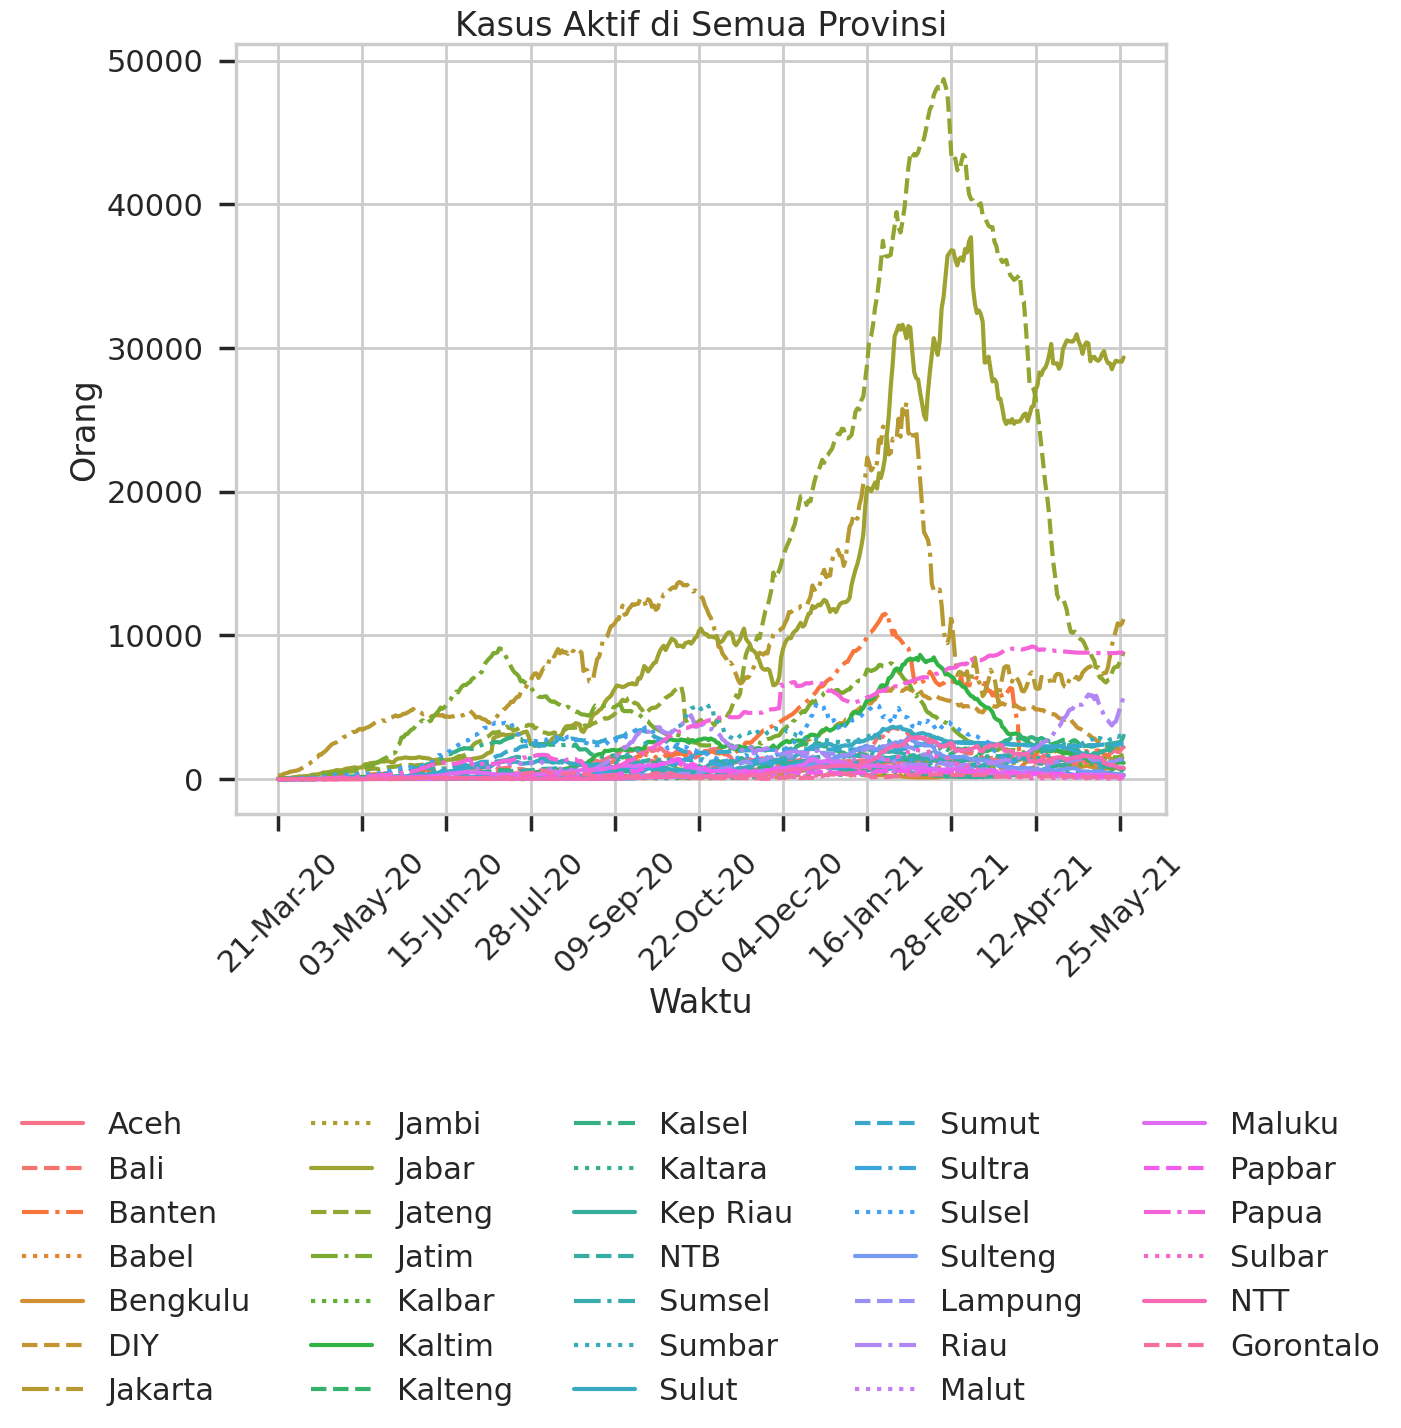 Kasus Aktif di Semua Provinsi
50000
40000
30000
20000
10000
0
Orang
21-Mar-20
03-May-20
15-Jun-20
28-Jul-20
09-Sep-20
22-Oct-20
04-Dec-20
16-Jan-21
28-Feb-21
12-Apr-21
25-May-21
Waktu
Aceh
Bali
Banten
Babel
Bengkulu
DIY
Jakarta
Jambi
Jabar
Jateng
Jatim
Kalbar
Kaltim
Kalteng
Kalsel
Kaltara
Kep Riau
NTB
Sumsel
Sumbar
Sulut
Sumut
Sultra
Sulsel
Sulteng
Lampung
Riau
Malut
Maluku
Papbar
Papua
Sulbar
NTT
Gorontalo